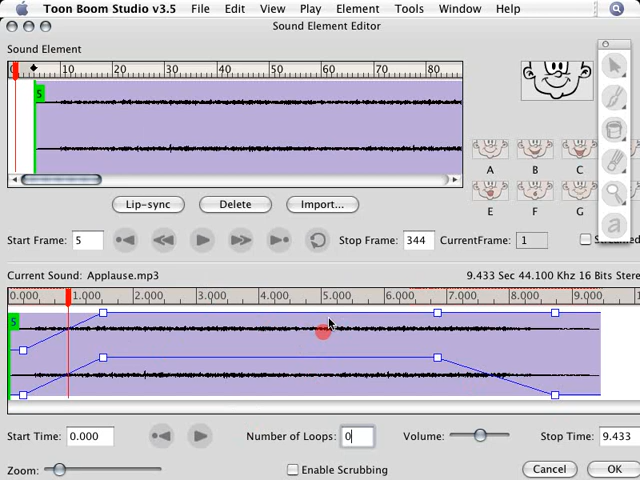 Toon Boom Studio v3.5 File Edit View Play Element Tools Window Help
Sound Element Editor
Sound Element
10 20 30 40 50 60 70 80
5
A B C
E F G
Lip-sync Delete Import...
Start Frame: 5 Stop Frame: 344 CurrentFrame: 1
Current Sound: Applause.mp3 9.433 Sec 44.100 Khz 16 Bits Stere
0.000 1.000 2.000 3.000 4.000 5.000 6.000 7.000 8.000 9.000
5
Start Time: 0.000 Number of Loops: 0 Volume: Stop Time: 9.433
Zoom: Enable Scrubbing Cancel OK
a